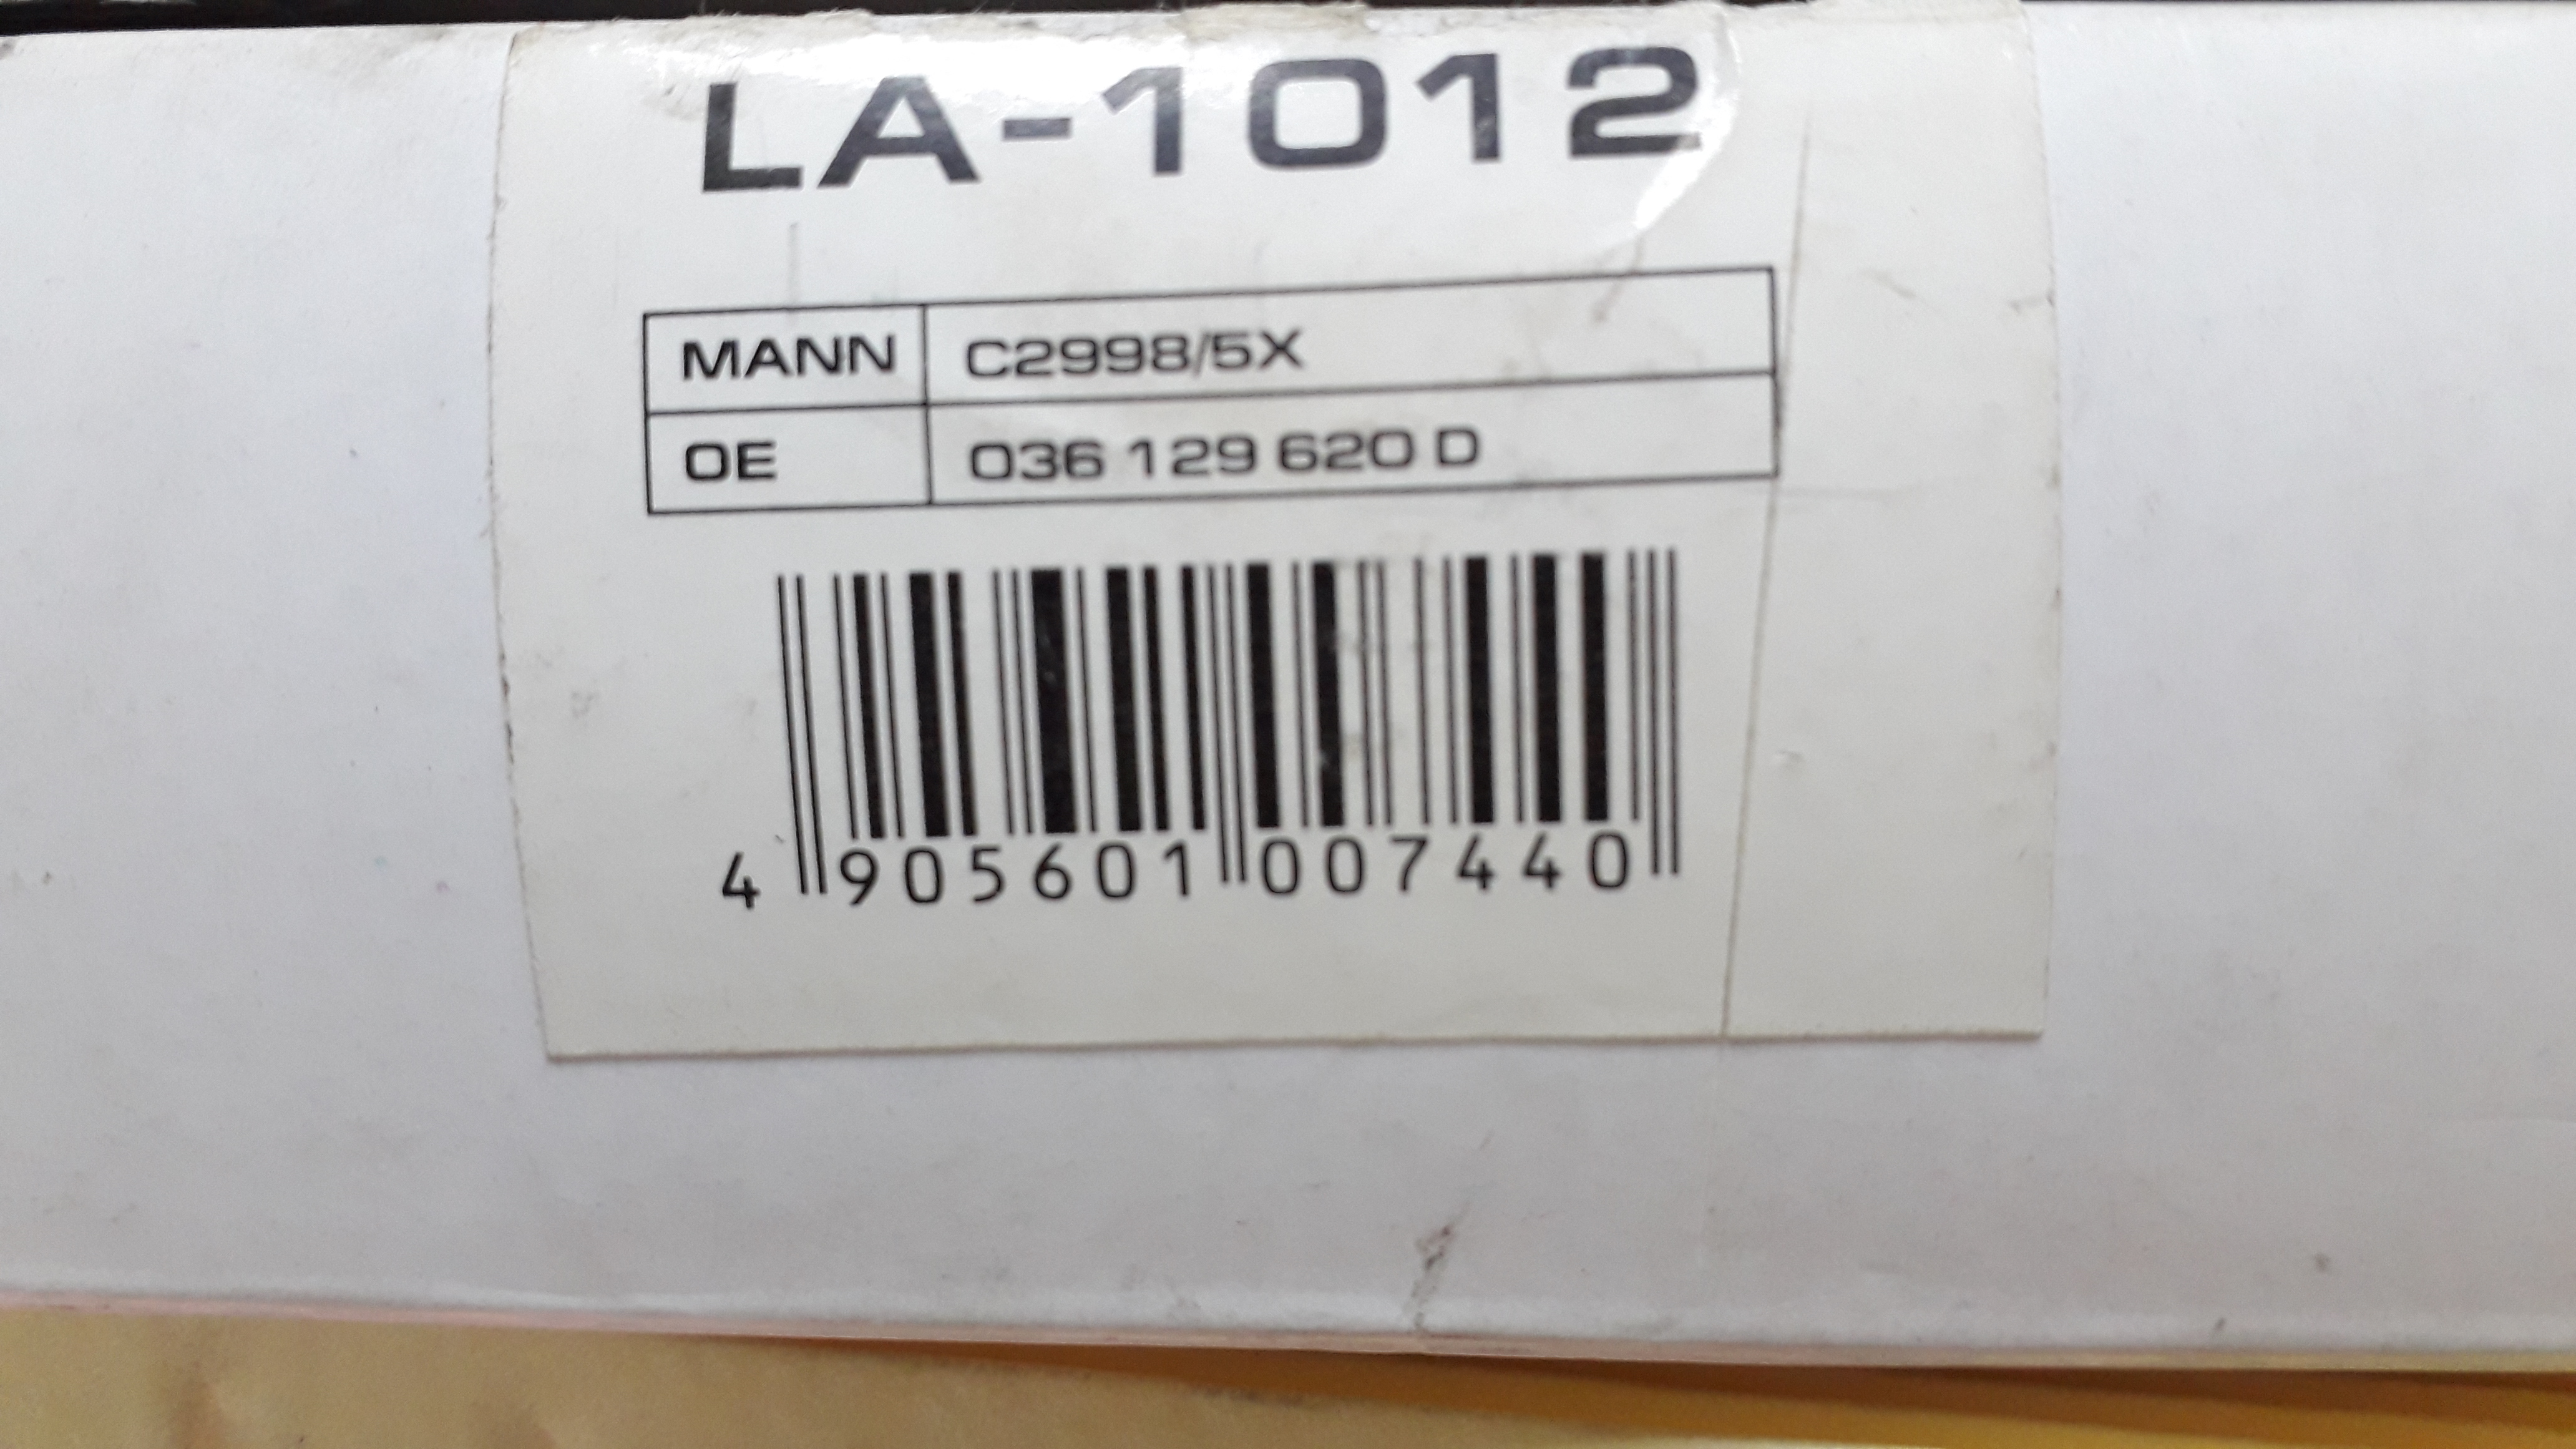 LA-1012
MANN C2998/5X
OE 036 129 620 D
4 905601 007440